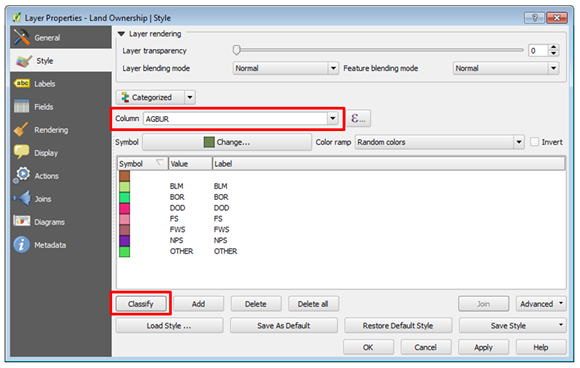 Layer Properties - Land Ownership | Style
General
Style
Labels
Fields
Rendering
Display
Actions
Joins
Diagrams
Metadata
Layer rendering
Layer transparency 0
Layer blending mode Normal Feature blending mode Normal
Categorized
Column AGBUR ε...
Symbol Change... Color ramp Random colors Invert
Symbol Value Label
BLM BLM
BOR BOR
DOD DOD
FS FS
FWS FWS
NPS NPS
OTHER OTHER
Classify Add Delete Delete all Join Advanced
Load Style ... Save As Default Restore Default Style Save Style
OK Cancel Apply Help